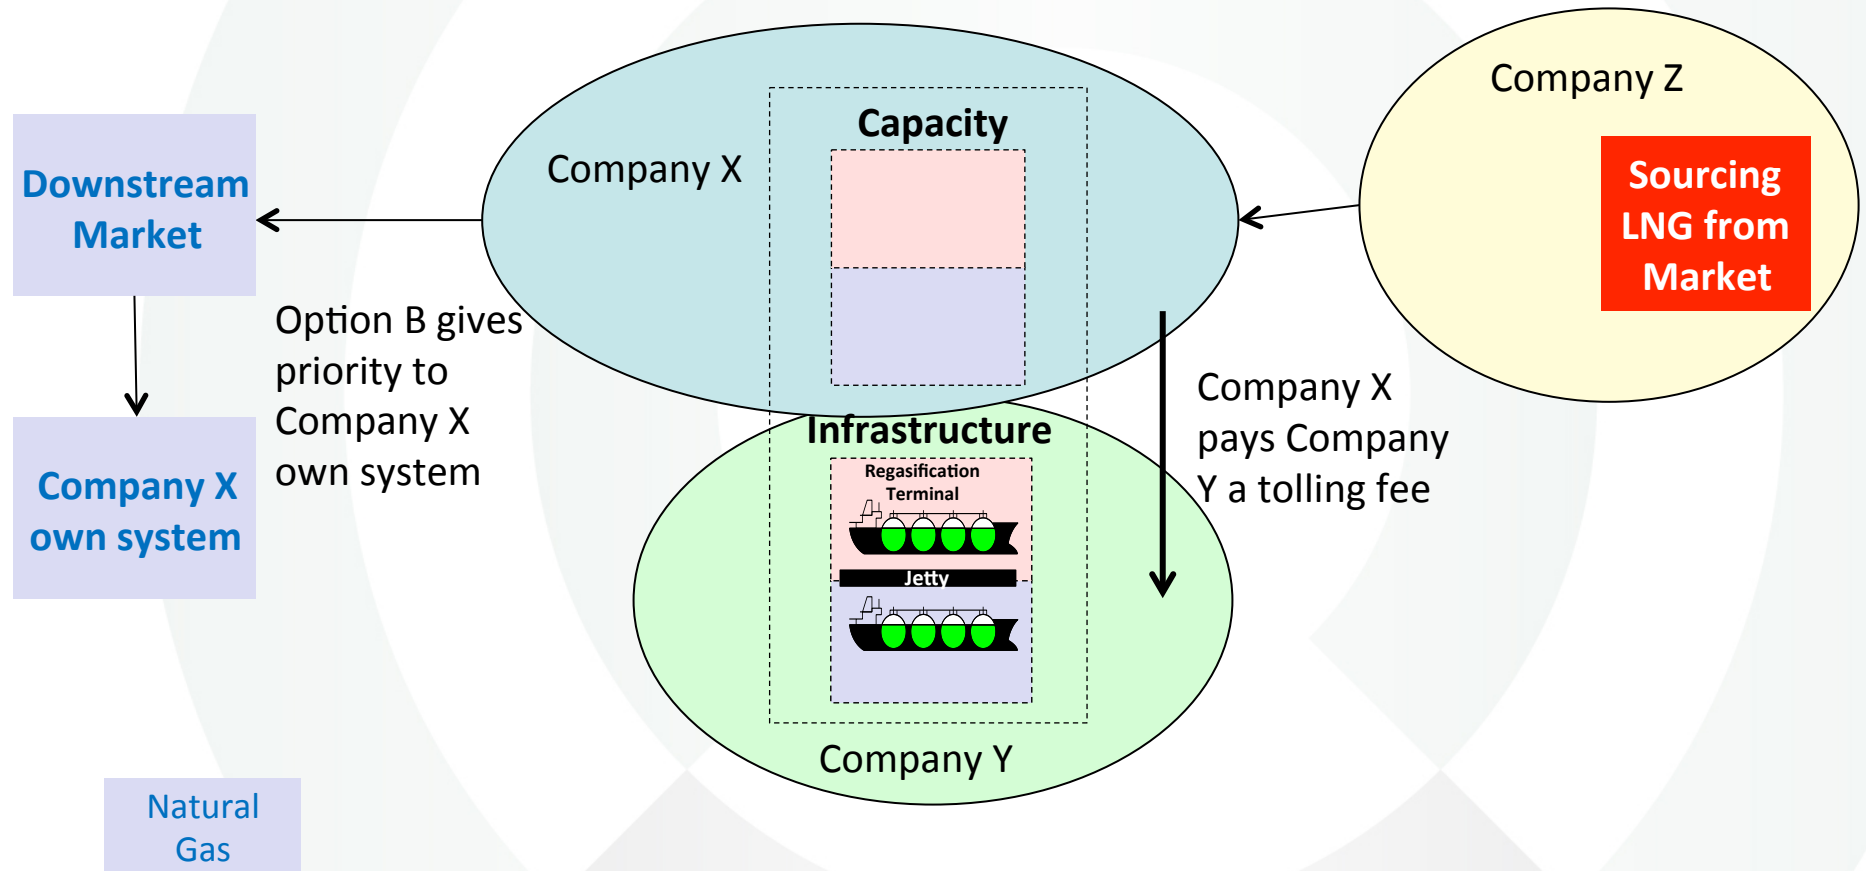 Company Z
Capacity
Company X
Sourcing
LNG from
Market
Downstream
Market
Option B gives
priority to
Company X
own system
Company X
pays Company
Y a tolling fee
Infrastructure
Regasification
Terminal
Jetty
Company X
own system
Company Y
Natural
Gas